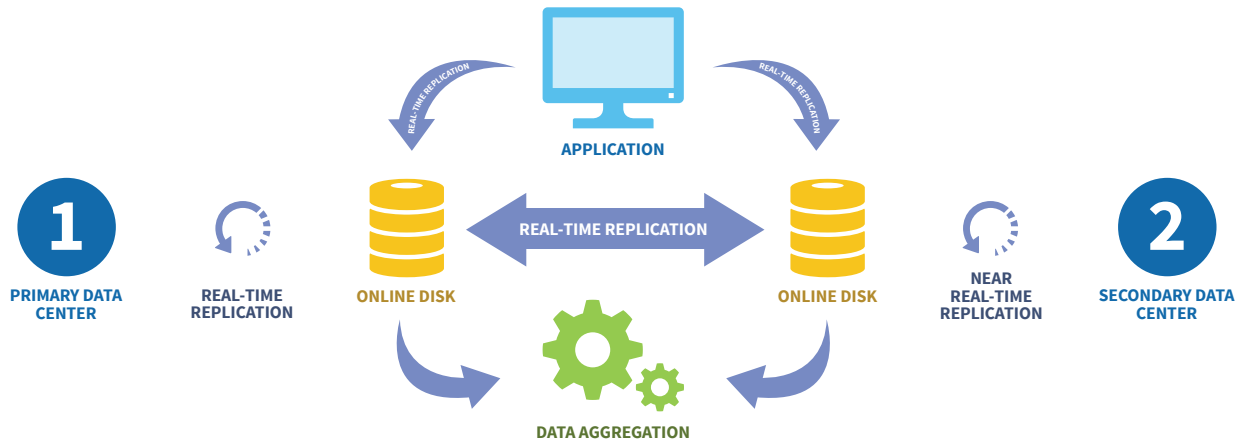 REAL-TIME REPLICATION
REAL-TIME REPLICATION
APPLICATION
1
REAL-TIME REPLICATION
2
PRIMARY DATA
CENTER
REAL-TIME
REPLICATION
ONLINE DISK
ONLINE DISK
NEAR
REAL-TIME
REPLICATION
SECONDARY DATA
CENTER
DATA AGGREGATION